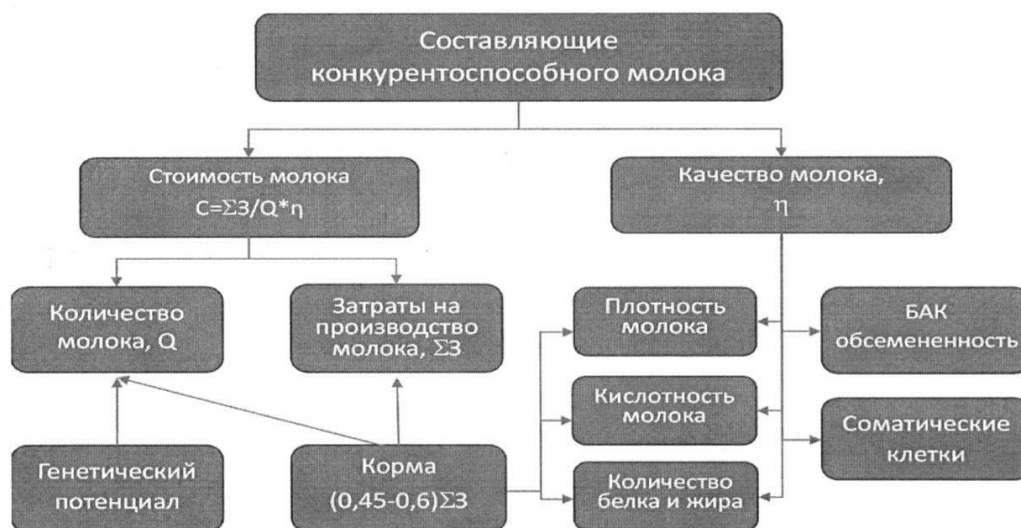 Составляющие
конкурентоспособного молока
Стоимость молока
С=ΣЗ/Q*η
Качество молока,
η
Количество
молока, Q
Затраты на
производство
молока, ΣЗ
Плотность
молока
БАК
обсемененность
Кислотность
молока
Соматические
клетки
Генетический
потенциал
Корма
(0,45-0,6)ΣЗ
Количество
белка и жира